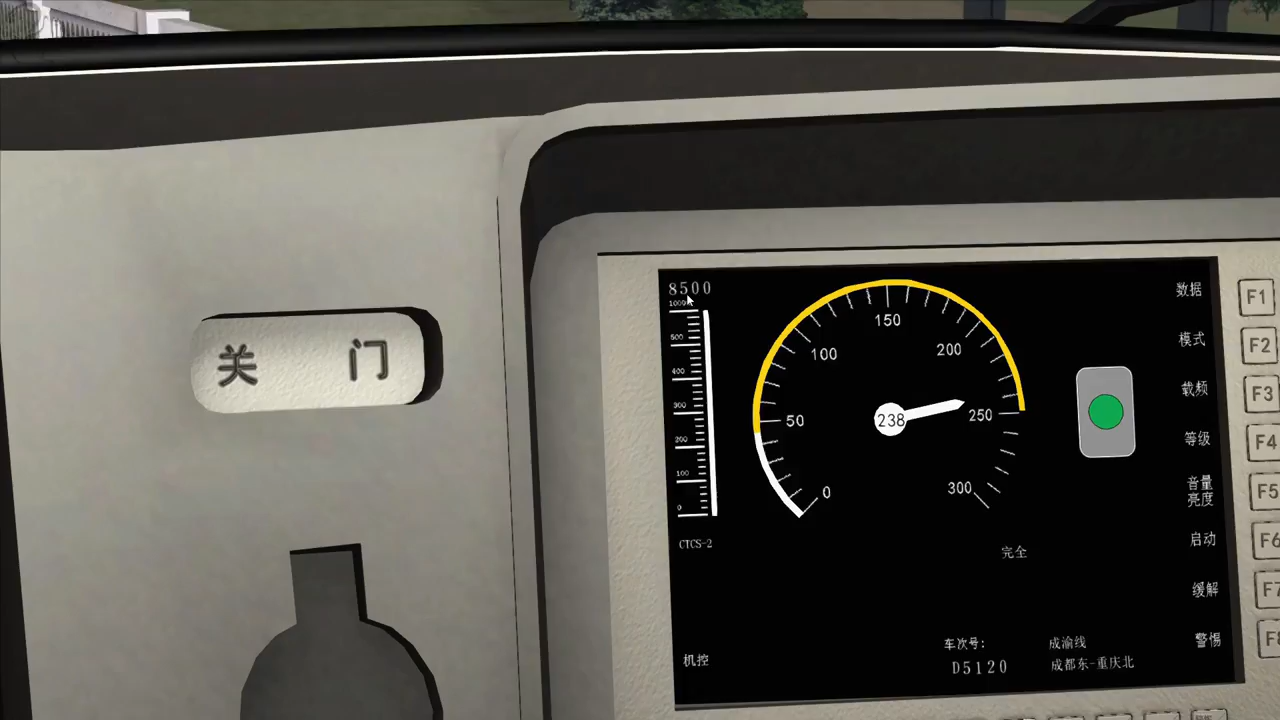 关 门
8500
1000
500
400
300
200
100
0
0
50
100
150
200
250
300
238
CTCS-2
完全
机控
车次号:
D5120
成渝线
成都东-重庆北
数据
模式
载频
等级
音量
亮度
启动
缓解
警惕
F1
F2
F3
F4
F5
F6
F7